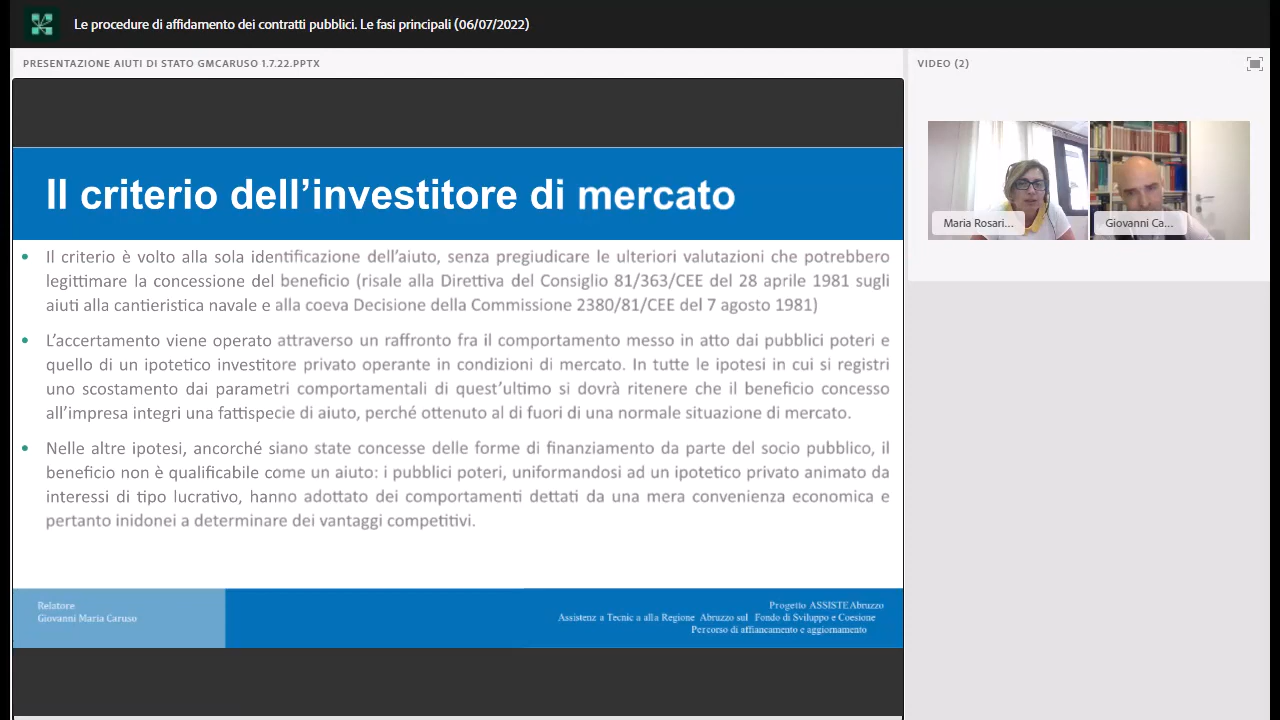 Le procedure di affidamento dei contratti pubblici. Le fasi principali (06/07/2022)
PRESENTAZIONE AIUTI DI STATO GMCARUSO 1.7.22.PPTX
VIDEO (2)
Il criterio dell’investitore di mercato
• Il criterio è volto alla sola identificazione dell’aiuto, senza pregiudicare le ulteriori valutazioni che potrebbero
legittimare la concessione del beneficio (risale alla Direttiva del Consiglio 81/363/CEE del 28 aprile 1981 sugli
aiuti alla cantieristica navale e alla coeva Decisione della Commissione 2380/81/CEE del 7 agosto 1981)
• L’accertamento viene operato attraverso un raffronto fra il comportamento messo in atto dai pubblici poteri e
quello di un ipotetico investitore privato operante in condizioni di mercato. In tutte le ipotesi in cui si registri
uno scostamento dai parametri comportamentali di quest’ultimo si dovrà ritenere che il beneficio concesso
all’impresa integri una fattispecie di aiuto, perché ottenuto al di fuori di una normale situazione di mercato.
• Nelle altre ipotesi, ancorché siano state concesse delle forme di finanziamento da parte del socio pubblico, il
beneficio non è qualificabile come un aiuto: i pubblici poteri, uniformandosi ad un ipotetico privato animato da
interessi di tipo lucrativo, hanno adottato dei comportamenti dettati da una mera convenienza economica e
pertanto inidonei a determinare dei vantaggi competitivi.
Maria Rosari...
Giovanni Ca...
Relatore
Giovanni Maria Caruso
Progetto ASSISTEAbruzzo
Assistenz a Tecnic a alla Regione Abruzzo sul Fondo di Sviluppo e Coesione
Percorso di affiancamento e aggiornamento